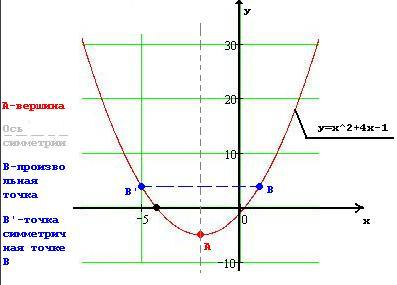 y
30
20
10
-10
-5
0
x
y=x^2+4x-1
A
B
B'
А-вершина
Ось
симметрии
В-произво
льная
точка
В'-точка
симметрич
ная точке
В